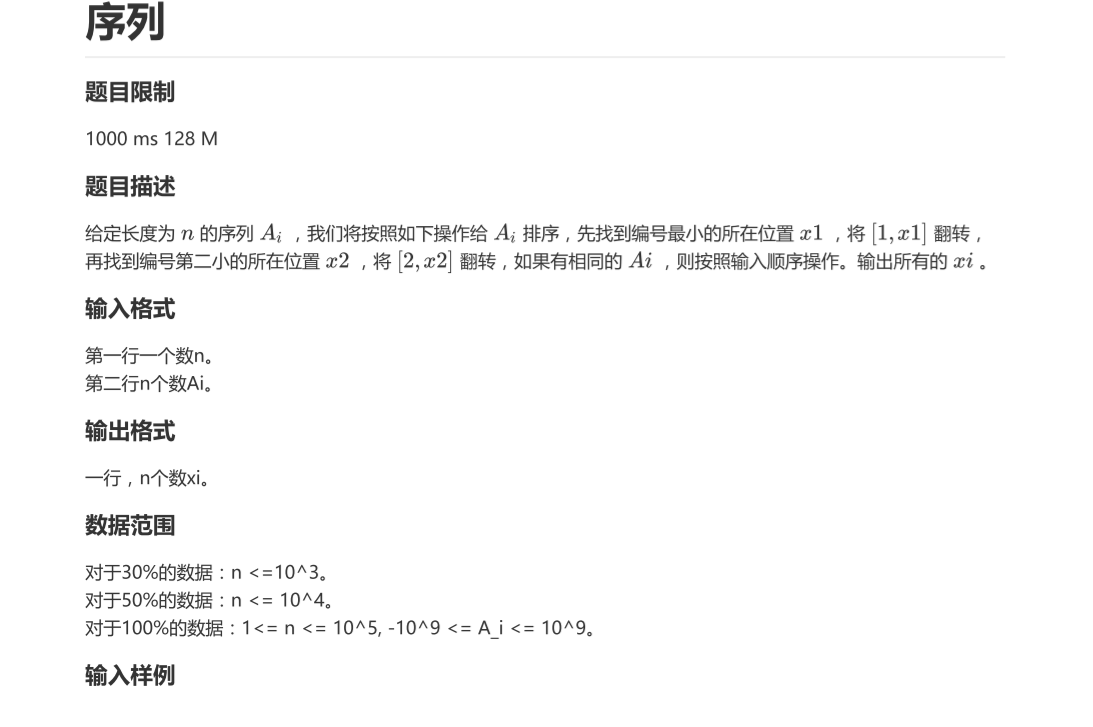 序列
题目限制
1000 ms 128 M
题目描述
给定长度为 n 的序列 A_i ，我们将按照如下操作给 A_i 排序，先找到编号最小的所在位置 x1 ，将 [1, x1] 翻转，
再找到编号第二小的所在位置 x2 ，将 [2, x2] 翻转，如果有相同的 Ai ，则按照输入顺序操作。输出所有的 xi 。
输入格式
第一行一个数n。
第二行n个数Ai。
输出格式
一行，n个数xi。
数据范围
对于30%的数据：n <=10^3。
对于50%的数据：n <= 10^4。
对于100%的数据：1<= n <= 10^5, -10^9 <= A_i <= 10^9。
输入样例